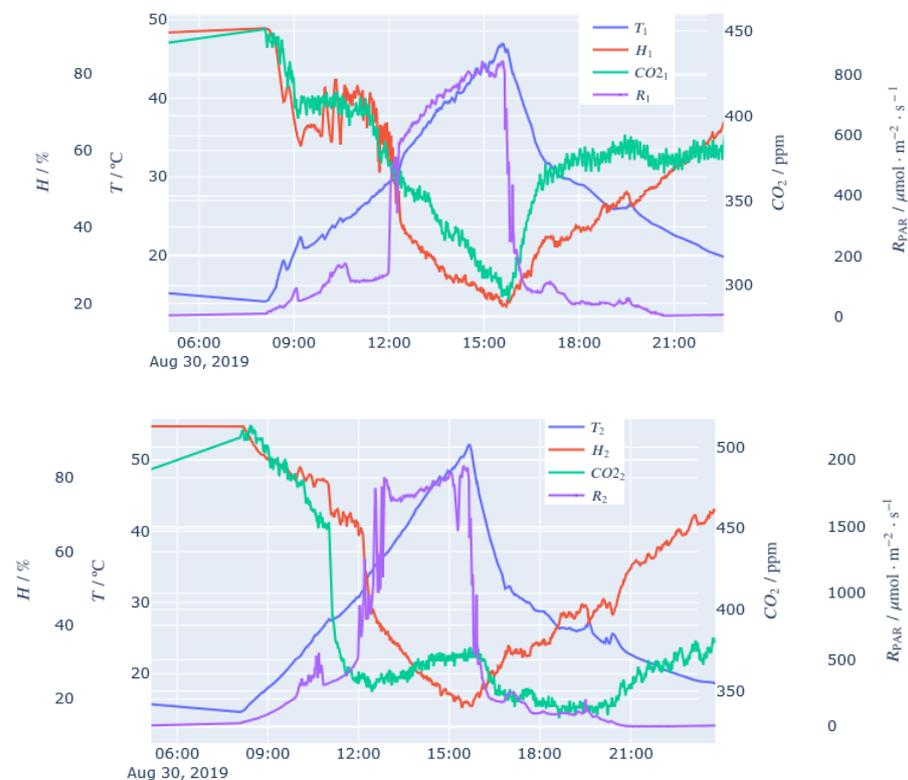 50
450
T₁
H₁
CO2₁
R₁
80
800
40
400
60
600
H / %
T / ºC
30
350
CO₂ / ppm
400
R_PAR / μmol · m⁻² · s⁻¹
40
20
200
300
20
0
06:00 09:00 12:00 15:00 18:00 21:00
Aug 30, 2019
T₂
H₂
CO2₂
R₂
50
500
200
80
40
450
1500
60
H / %
T / ºC
30
400
CO₂ / ppm
1000
R_PAR / μmol · m⁻² · s⁻¹
40
20
350
500
20
0
06:00 09:00 12:00 15:00 18:00 21:00
Aug 30, 2019